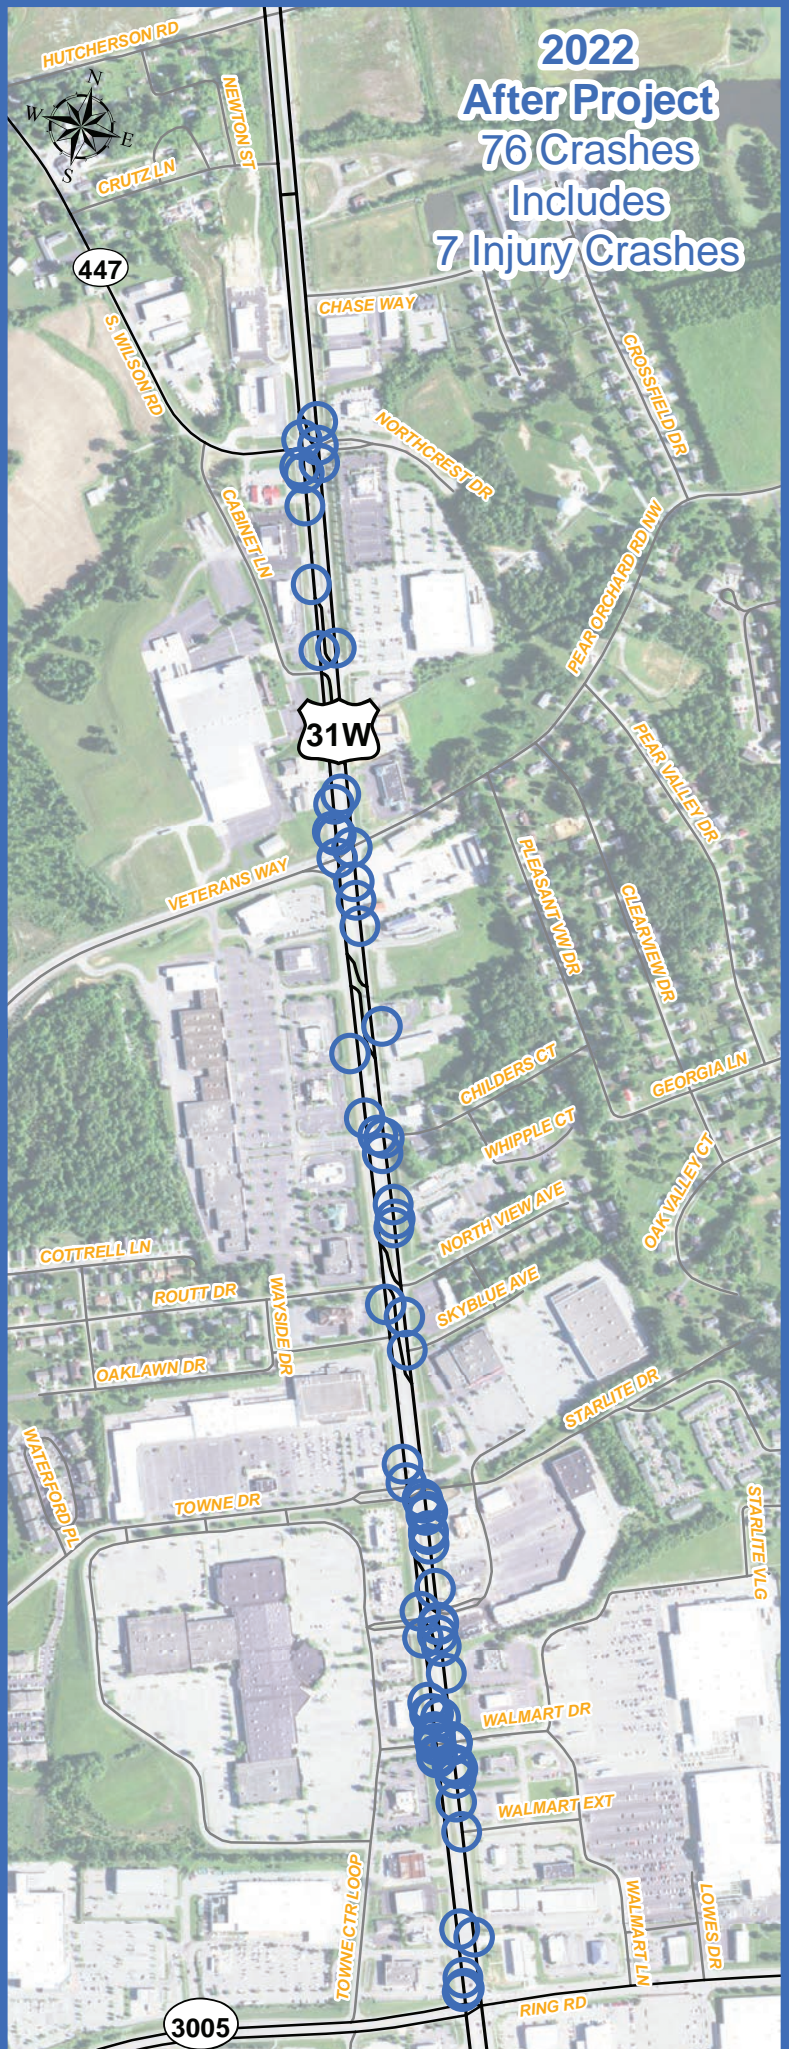 2022
After Project
76 Crashes
Includes
7 Injury Crashes
HUTCHERSON RD
N
W
E
S
NEWTON ST
CRUTZ LN
447
CHASE WAY
S. WILSON RD
CROSSFIELD DR
NORTHCREST DR
CABINET LN
PEAR ORCHARD RD NW
31W
PEAR VALLEY DR
VETERANS WAY
PLEASANT VW DR
CLEARVIEW DR
CHILDERS CT
GEORGIA LN
WHIPPLE CT
OAK VALLEY CT
NORTH VIEW AVE
COTTRELL LN
ROUTT DR
WAYSIDE DR
SKYBLUE AVE
OAKLAWN DR
STARLITE DR
WATERFORD PL
TOWNE DR
STARLITE VLG
WALMART DR
WALMART EXT
TOWNE CTR LOOP
WALMART LN
LOWES DR
RING RD
3005